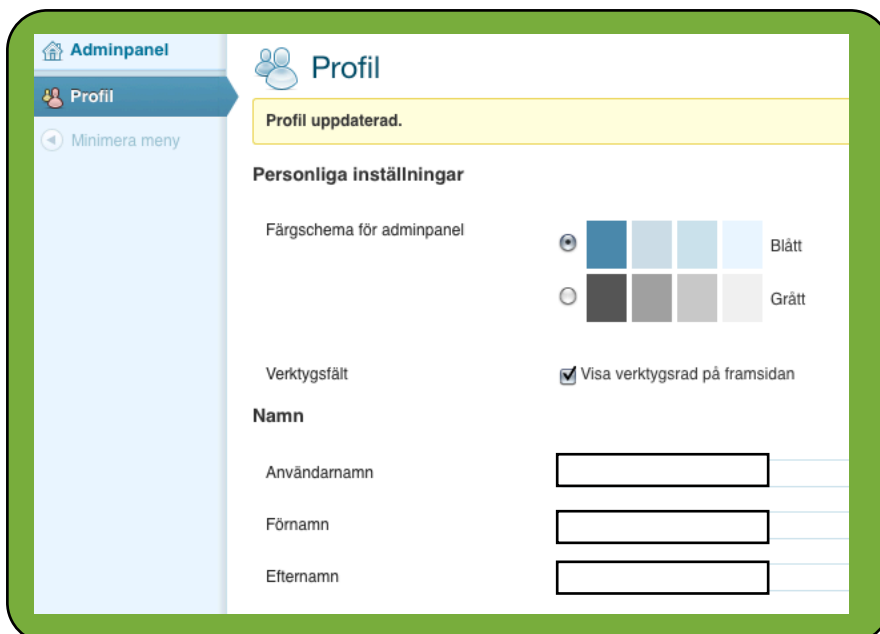 Adminpanel
Profil
Minimera meny
Profil
Profil uppdaterad.
Personliga inställningar
Färgschema för adminpanel
Blått
Grått
Verktygsfält
Visa verktygsrad på framsidan
Namn
Användarnamn
Förnamn
Efternamn